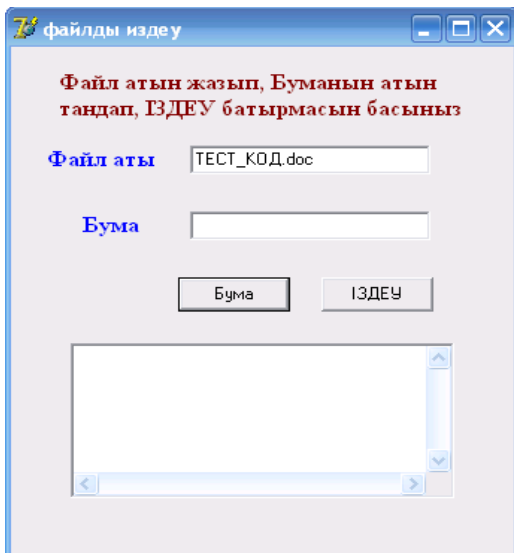 файлды издеу
Файл атын жазып, Буманын атын
тандап, ІЗДЕУ батырмасын басыныз
Файл аты
ТЕСТ_КОД.doc
Бума
Бума
ІЗДЕУ